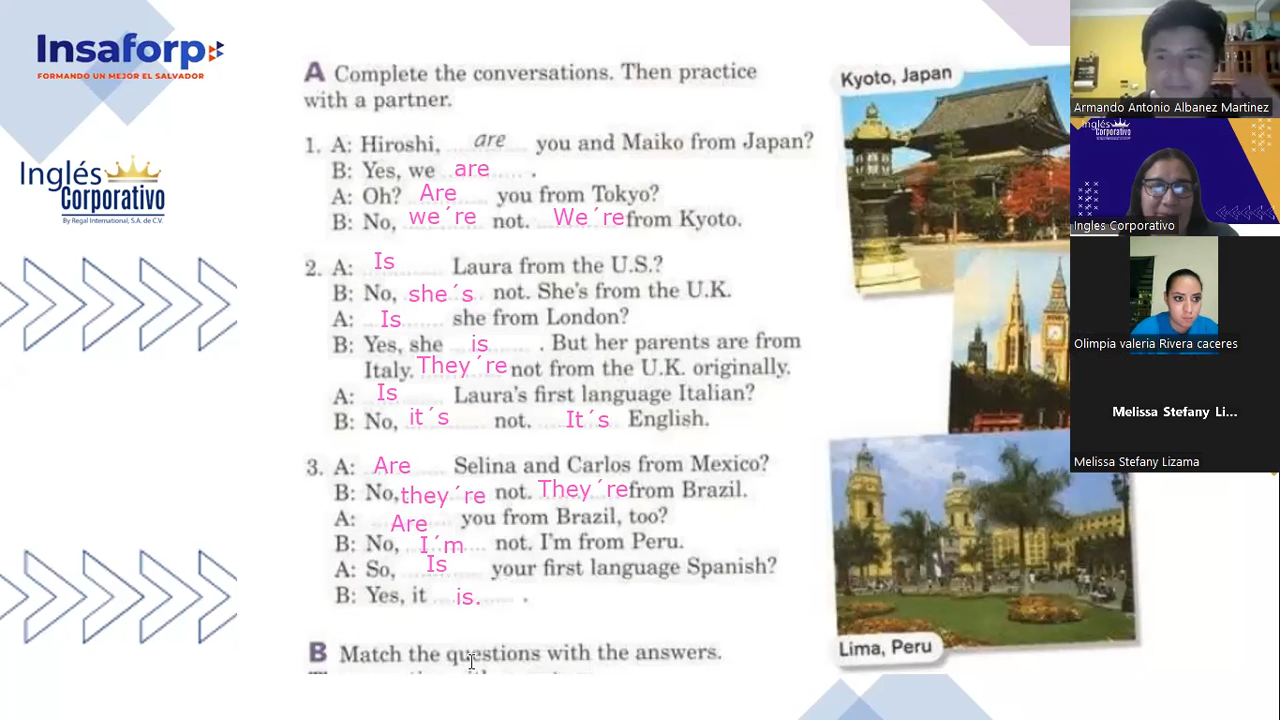 Insaforp
FORMANDO UN MEJOR EL SALVADOR
Inglés
Corporativo
By Regal International, S.A. de C.V.
A Complete the conversations. Then practice
with a partner.
1. A: Hiroshi, are you and Maiko from Japan?
B: Yes, we are .
A: Oh? Are you from Tokyo?
B: No, we´re not. We´re from Kyoto.
2. A: Is Laura from the U.S.?
B: No, she´s not. She's from the U.K.
A: Is she from London?
B: Yes, she is . But her parents are from
Italy. They´re not from the U.K. originally.
A: Is Laura's first language Italian?
B: No, it´s not. It´s English.
3. A: Are Selina and Carlos from Mexico?
B: No, they´re not. They´re from Brazil.
A: Are you from Brazil, too?
B: No, I´m not. I'm from Peru.
A: So, Is your first language Spanish?
B: Yes, it is. .
B Match the questions with the answers.
Kyoto, Japan
Lima, Peru
Armando Antonio Albanez Martinez
Inglés
Corporativo
Ingles Corporativo
Olimpia valeria Rivera caceres
Melissa Stefany Li...
Melissa Stefany Lizama